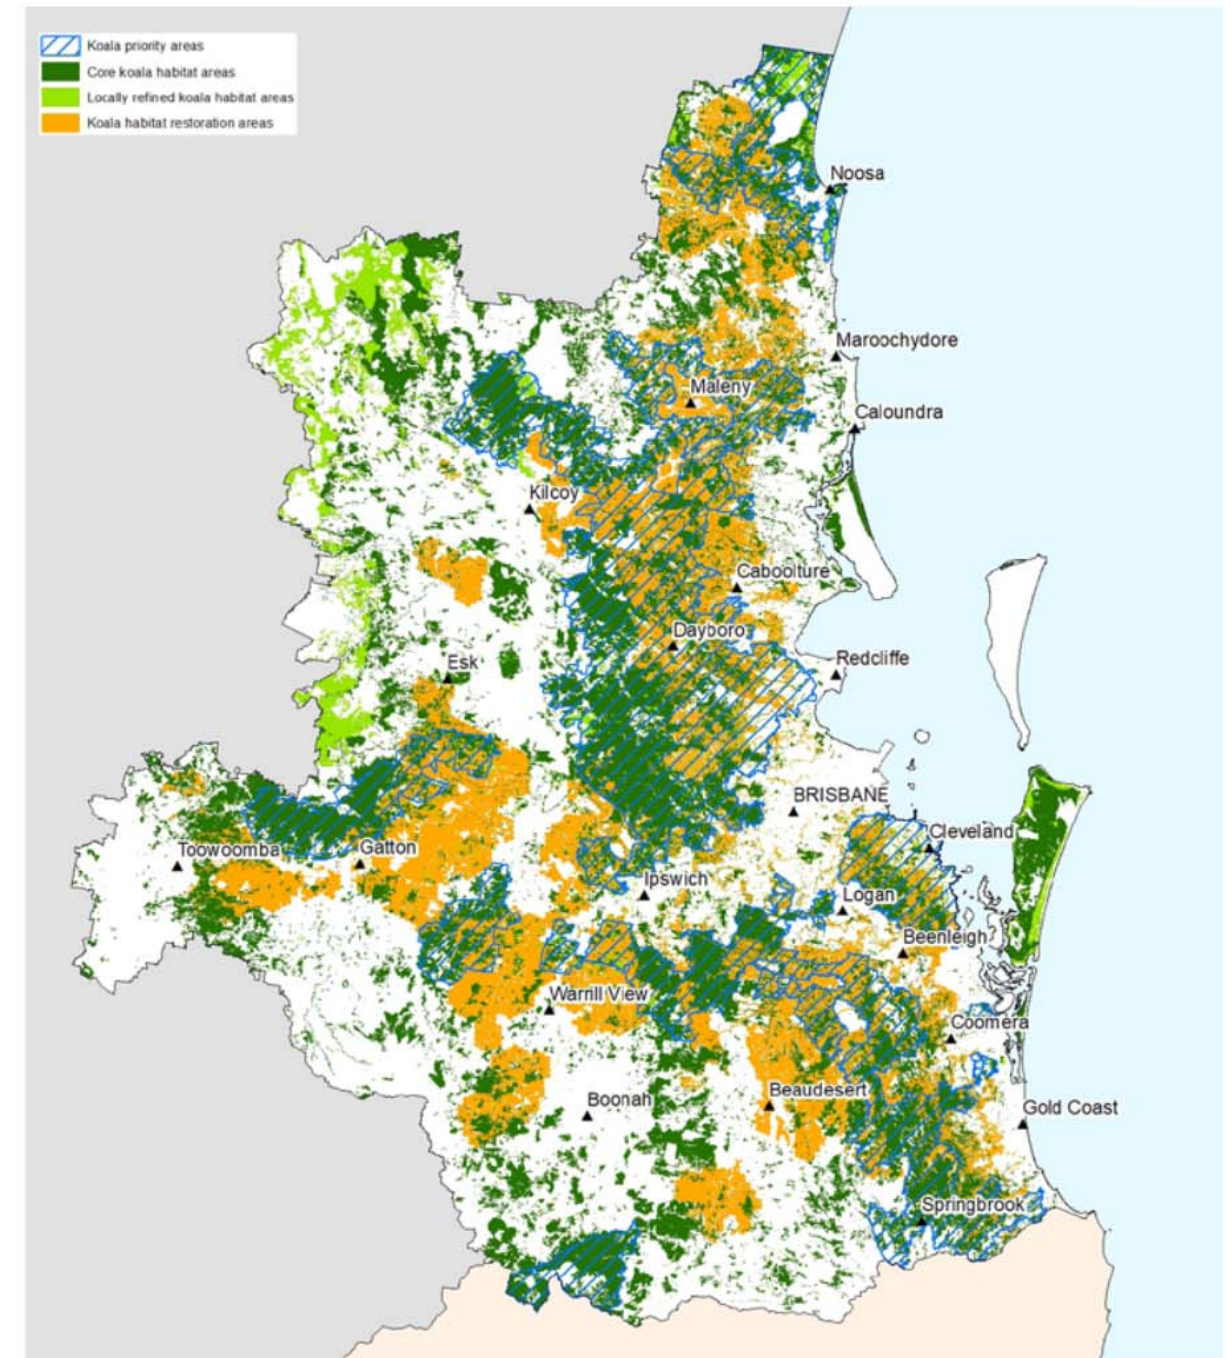 Koala priority areas
Core koala habitat areas
Locally refined koala habitat areas
Koala habitat restoration areas
Noosa
Maroochydore
Maleny
Caloundra
Kilcoy
Caboolture
Dayboro
Esk
Redcliffe
BRISBANE
Cleveland
Toowoomba
Gatton
Ipswich
Logan
Beenleigh
Warrill View
Coomera
Beaudesert
Boonah
Gold Coast
Springbrook